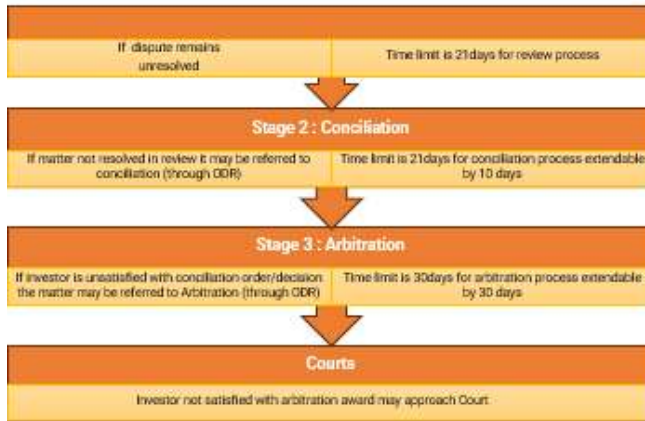 If dispute remains
unresolved
Time limit is 21days for review process
Stage 2 : Conciliation
If matter not resolved in review it may be referred to
conciliation (through ODR)
Time limit is 21days for conciliation process extendable
by 10 days
Stage 3 : Arbitration
If investor is unsatisfied with conciliation order/decision
the matter may be referred to Arbitration (through ODR)
Time limit is 30days for arbitration process extendable
by 30 days
Courts
Investor not satisfied with arbitration award may approach Court